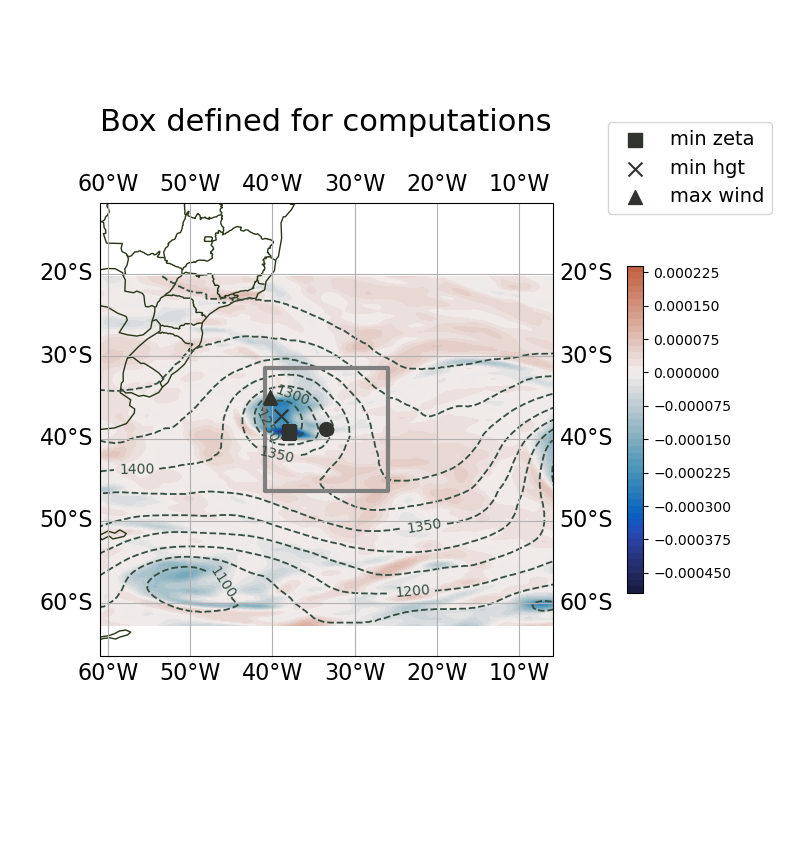 Box defined for computations
min zeta
min hgt
max wind
60°W 50°W 40°W 30°W 20°W 10°W
20°S 20°S
30°S 30°S
40°S 40°S
50°S 50°S
60°S 60°S
1300
1350
1400
1350
1100
1200
60°W 50°W 40°W 30°W 20°W 10°W
0.000225
0.000150
0.000075
0.000000
−0.000075
−0.000150
−0.000225
−0.000300
−0.000375
−0.000450